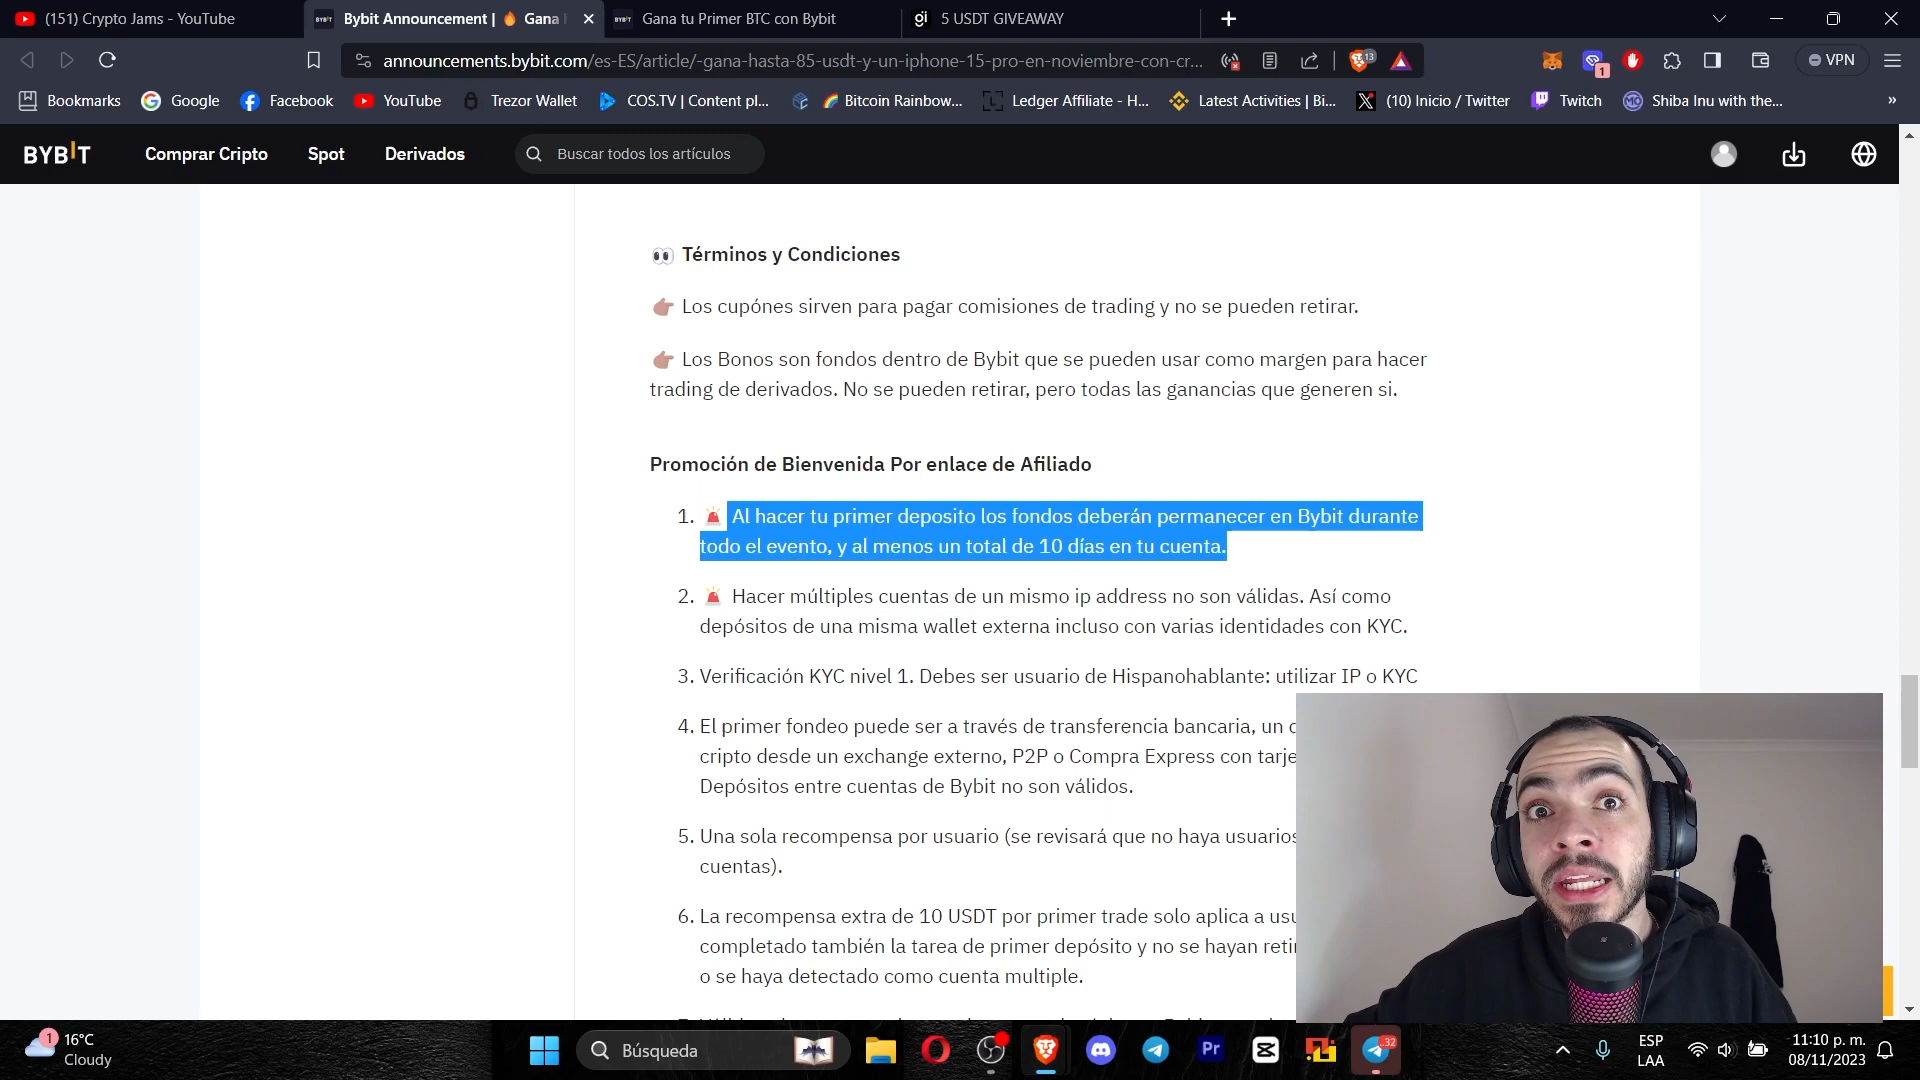 (151) Crypto Jams - YouTube
Bybit Announcement | 🔥 Gana
Gana tu Primer BTC con Bybit
5 USDT GIVEAWAY
announcements.bybit.com/es-ES/article/-gana-hasta-85-usdt-y-un-iphone-15-pro-en-noviembre-con-cr...
13
1
VPN
Bookmarks
Google
Facebook
YouTube
Trezor Wallet
COS.TV | Content pl...
Bitcoin Rainbow...
Ledger Affiliate - H...
Latest Activities | Bi...
(10) Inicio / Twitter
Twitch
Shiba Inu with the...
»
BYBIT
Comprar Cripto
Spot
Derivados
Buscar todos los artículos
👀 Términos y Condiciones
👉🏽 Los cupónes sirven para pagar comisiones de trading y no se pueden retirar.
👉🏽 Los Bonos son fondos dentro de Bybit que se pueden usar como margen para hacer
trading de derivados. No se pueden retirar, pero todas las ganancias que generen si.
Promoción de Bienvenida Por enlace de Afiliado
1. 🚨 Al hacer tu primer deposito los fondos deberán permanecer en Bybit durante
todo el evento, y al menos un total de 10 días en tu cuenta.
2. 🚨 Hacer múltiples cuentas de un mismo ip address no son válidas. Así como
depósitos de una misma wallet externa incluso con varias identidades con KYC.
3. Verificación KYC nivel 1. Debes ser usuario de Hispanohablante: utilizar IP o KYC
4. El primer fondeo puede ser a través de transferencia bancaria, un
cripto desde un exchange externo, P2P o Compra Express con tarje
Depósitos entre cuentas de Bybit no son válidos.
5. Una sola recompensa por usuario (se revisará que no haya usuarios
cuentas).
6. La recompensa extra de 10 USDT por primer trade solo aplica a usu
completado también la tarea de primer depósito y no se hayan retir
o se haya detectado como cuenta multiple.
1
16°C
Cloudy
Búsqueda
Pr
32
ESP
LAA
11:10 p. m.
08/11/2023